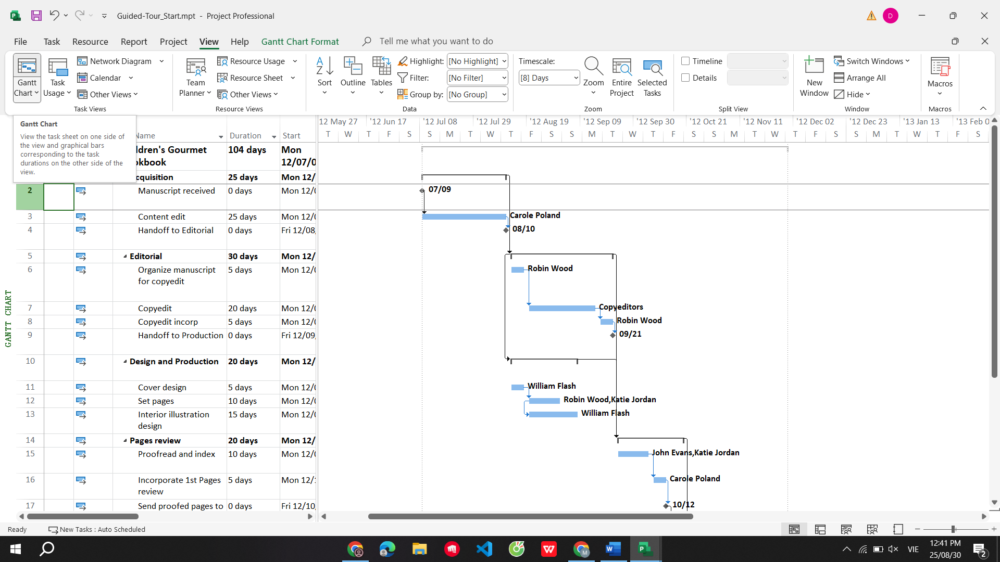 Guided-Tour_Start.mpt - Project Professional
D
File Task Resource Report Project View Help Gantt Chart Format Tell me what you want to do
Gantt Chart
Task Usage
Network Diagram
Calendar
Other Views
Task Views
Team Planner
Resource Usage
Resource Sheet
Other Views
Resource Views
Sort
Outline
Tables
Highlight: [No Highlight]
Filter: [No Filter]
Group by: [No Group]
Data
Timescale:
[8] Days
Zoom
Entire Project
Selected Tasks
Zoom
Timeline
Details
Split View
New Window
Switch Windows
Arrange All
Hide
Window
Macros
Macros
Gantt Chart
View the task sheet on one side of
the view and graphical bars
corresponding to the task
durations on the other side of the
view.
Name Duration Start
'12 May 27 '12 Jun 17 '12 Jul 08 '12 Jul 29 '12 Aug 19 '12 Sep 09 '12 Sep 30 '12 Oct 21 '12 Nov 11 '12 Dec 02 '12 Dec 23 '13 Jan 13 '13 Feb 0
T W T F S S M T W T F S S M T W T F S S M T W T F S S M T W T F S
ldren's Gourmet 104 days Mon
okbook 12/07/0
cquisition 25 days Mon 12/
2 Manuscript received 0 days Mon 12/0 07/09
3 Content edit 25 days Mon 12/0 Carole Poland
4 Handoff to Editorial 0 days Fri 12/08/ 08/10
5 Editorial 30 days Mon 12/
6 Organize manuscript 5 days Mon 12/0 Robin Wood
for copyedit
7 Copyedit 20 days Mon 12/0 Copyeditors
8 Copyedit incorp 5 days Mon 12/0 Robin Wood
9 Handoff to Production 0 days Fri 12/09/ 09/21
10 Design and Production 20 days Mon 12/
11 Cover design 5 days Mon 12/0 William Flash
12 Set pages 10 days Mon 12/0 Robin Wood,Katie Jordan
13 Interior illustration 15 days Mon 12/0 William Flash
design
14 Pages review 20 days Mon 12/
15 Proofread and index 10 days Mon 12/0 John Evans,Katie Jordan
16 Incorporate 1st Pages 5 days Mon 12/1 Carole Poland
review
17 Send proofed pages to 0 days Fri 12/10/ 10/12
GANTT CHART
Ready New Tasks : Auto Scheduled
VIE
12:41 PM
25/08/30
2